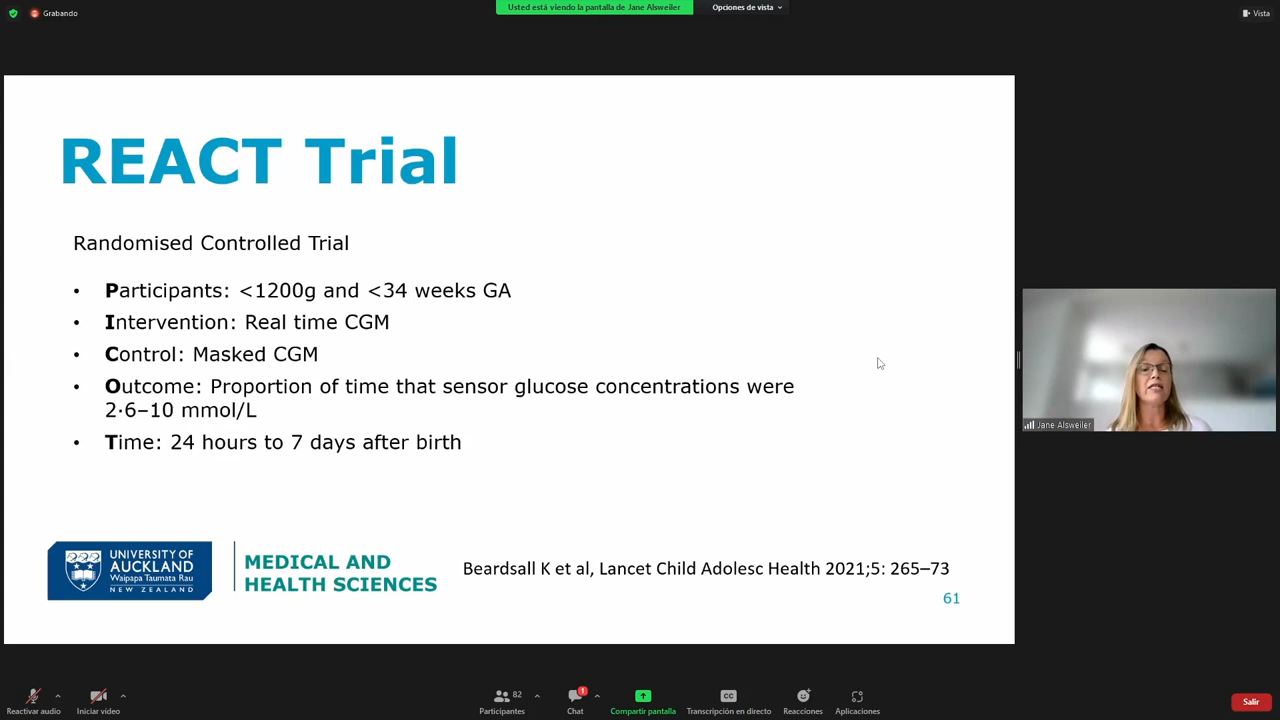 Grabando
Usted está viendo la pantalla de Jane Alsweiler
Opciones de vista
Vista
REACT Trial
Randomised Controlled Trial
• Participants: <1200g and <34 weeks GA
• Intervention: Real time CGM
• Control: Masked CGM
• Outcome: Proportion of time that sensor glucose concentrations were
2·6–10 mmol/L
• Time: 24 hours to 7 days after birth
UNIVERSITY OF
AUCKLAND
Waipapa Taumata Rau
NEW ZEALAND
MEDICAL AND
HEALTH SCIENCES
Beardsall K et al, Lancet Child Adolesc Health 2021;5: 265–73
61
Jane Alsweiler
Reactivar audio
Iniciar video
Participantes
82
Chat
1
Compartir pantalla
CC
Transcripción en directo
Reacciones
Aplicaciones
Salir